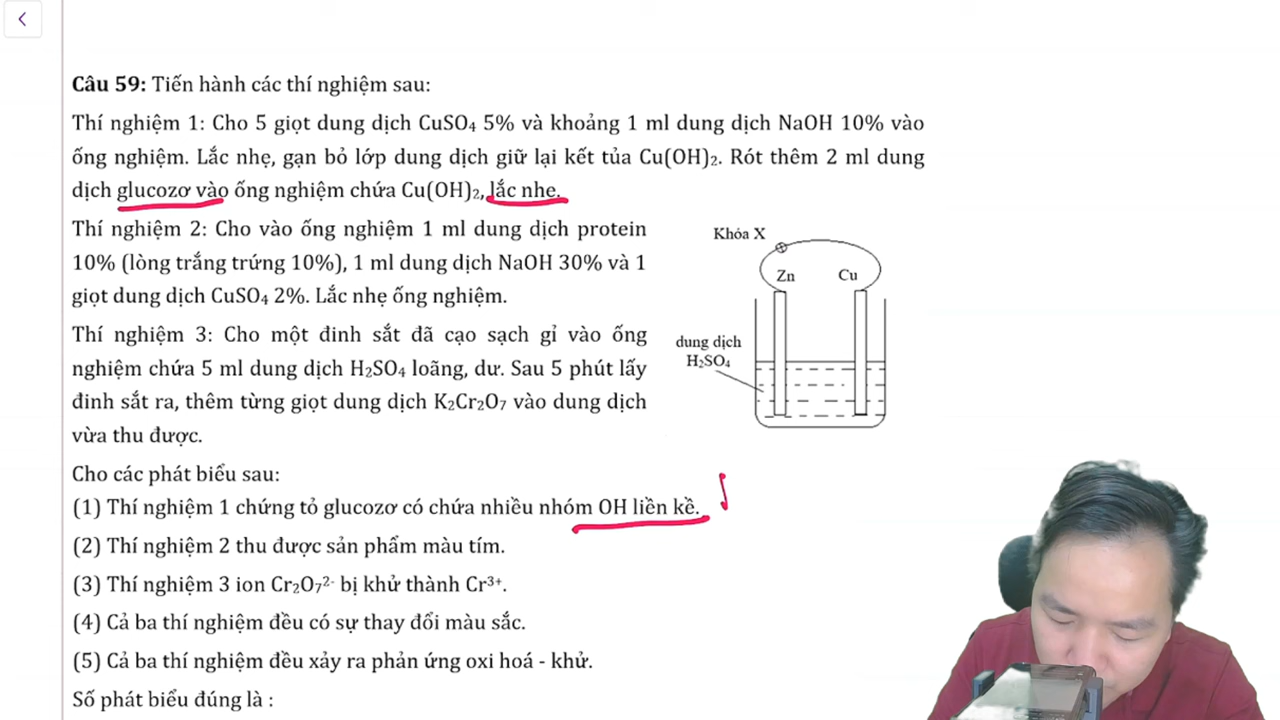 Câu 59: Tiến hành các thí nghiệm sau:
Thí nghiệm 1: Cho 5 giọt dung dịch CuSO₄ 5% và khoảng 1 ml dung dịch NaOH 10% vào
ống nghiệm. Lắc nhẹ, gạn bỏ lớp dung dịch giữ lại kết tủa Cu(OH)₂. Rót thêm 2 ml dung
dịch glucozơ vào ống nghiệm chứa Cu(OH)₂, lắc nhẹ.
Thí nghiệm 2: Cho vào ống nghiệm 1 ml dung dịch protein
10% (lòng trắng trứng 10%), 1 ml dung dịch NaOH 30% và 1
giọt dung dịch CuSO₄ 2%. Lắc nhẹ ống nghiệm.
Thí nghiệm 3: Cho một đinh sắt đã cạo sạch gỉ vào ống
nghiệm chứa 5 ml dung dịch H₂SO₄ loãng, dư. Sau 5 phút lấy
đinh sắt ra, thêm từng giọt dung dịch K₂Cr₂O₇ vào dung dịch
vừa thu được.
Khóa X
Zn Cu
dung dịch
H₂SO₄
Cho các phát biểu sau:
(1) Thí nghiệm 1 chứng tỏ glucozơ có chứa nhiều nhóm OH liền kề.
(2) Thí nghiệm 2 thu được sản phẩm màu tím.
(3) Thí nghiệm 3 ion Cr₂O₇²⁻ bị khử thành Cr³⁺.
(4) Cả ba thí nghiệm đều có sự thay đổi màu sắc.
(5) Cả ba thí nghiệm đều xảy ra phản ứng oxi hoá - khử.
Số phát biểu đúng là :